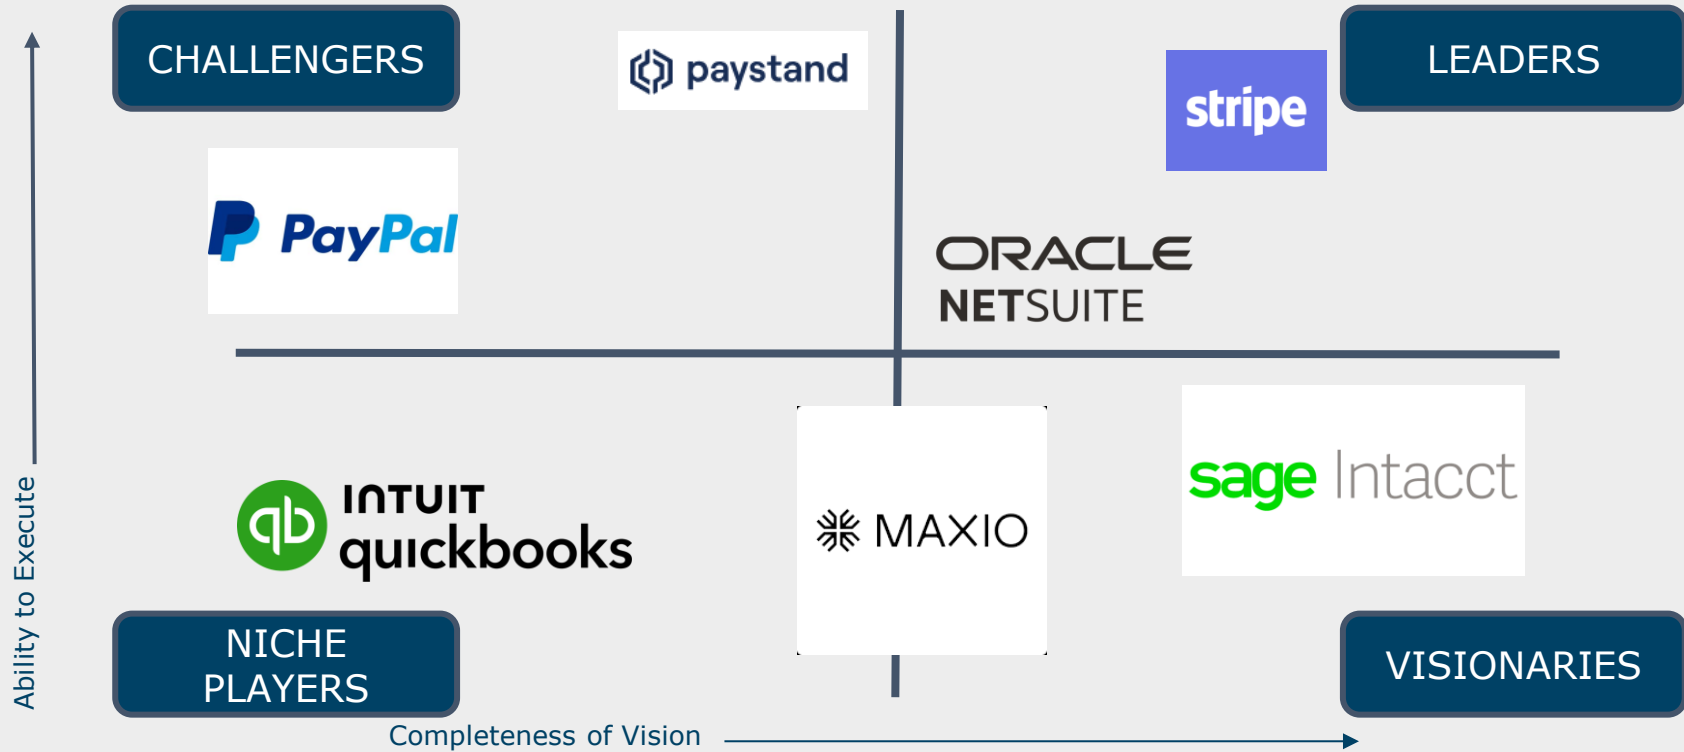 CHALLENGERS
paystand
stripe
LEADERS
PayPal
ORACLE
NETSUITE
INTUIT
quickbooks
MAXIO
sage Intacct
NICHE
PLAYERS
VISIONARIES
Ability to Execute
Completeness of Vision